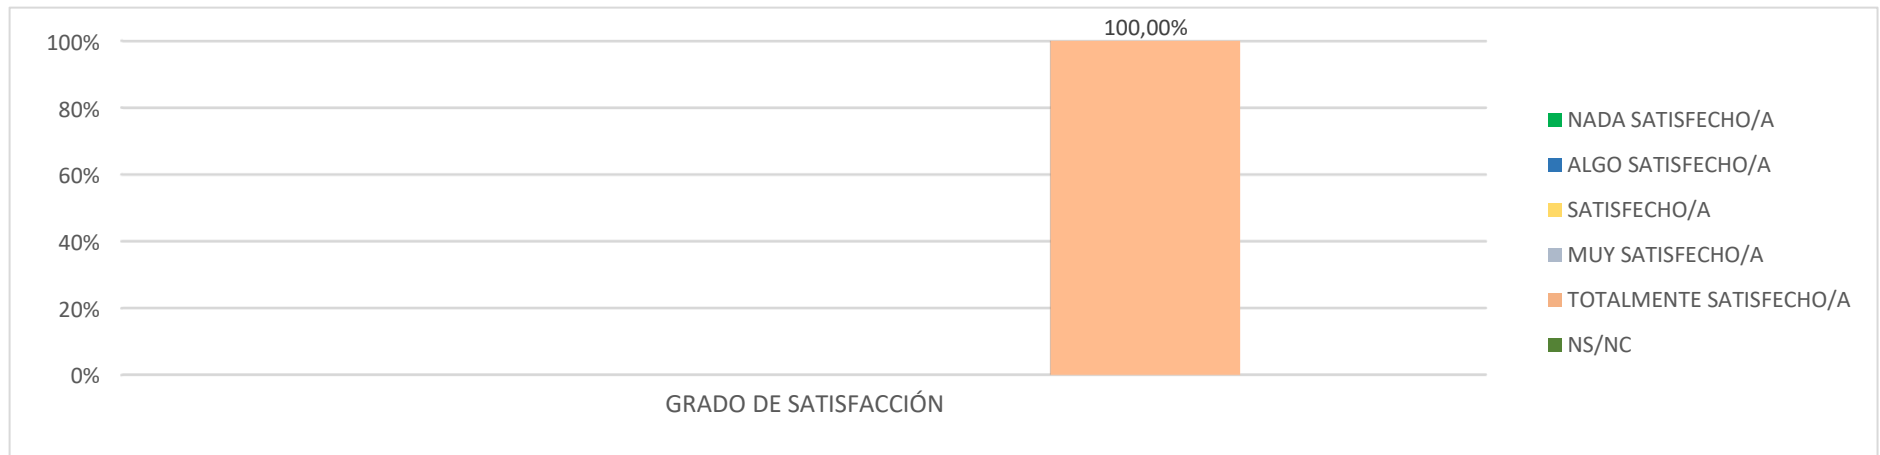 100,00%
100%
80%
60%
40%
20%
0%
GRADO DE SATISFACCIÓN
NADA SATISFECHO/A
ALGO SATISFECHO/A
SATISFECHO/A
MUY SATISFECHO/A
TOTALMENTE SATISFECHO/A
NS/NC